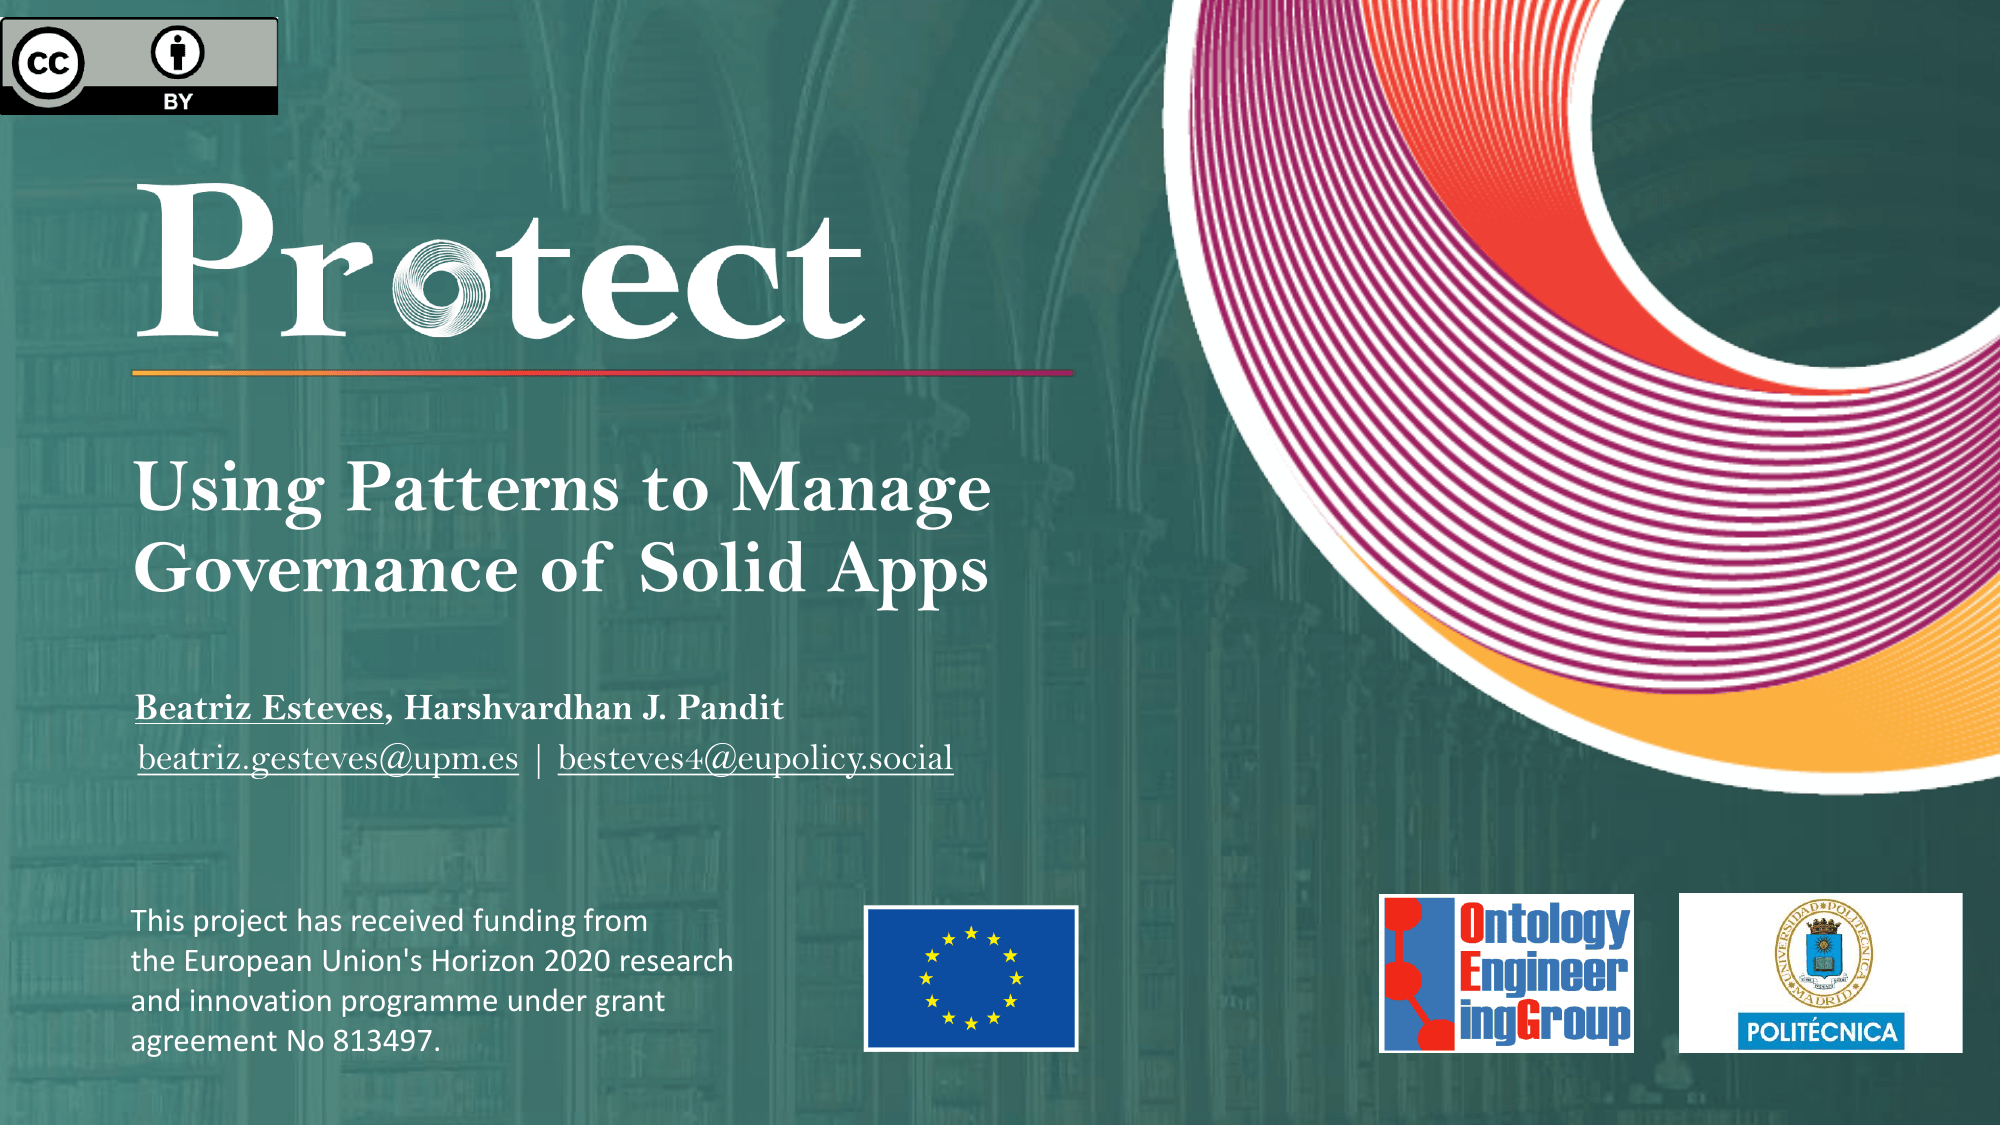 CC
BY
Protect
Using Patterns to Manage
Governance of Solid Apps
Beatriz Esteves, Harshvardhan J. Pandit
beatriz.gesteves@upm.es | besteves4@eupolicy.social
This project has received funding from
the European Union's Horizon 2020 research
and innovation programme under grant
agreement No 813497.
Ontology
Engineer
ingGroup
UNIVERSIDAD POLITÉCNICA
MADRID
POLITÉCNICA